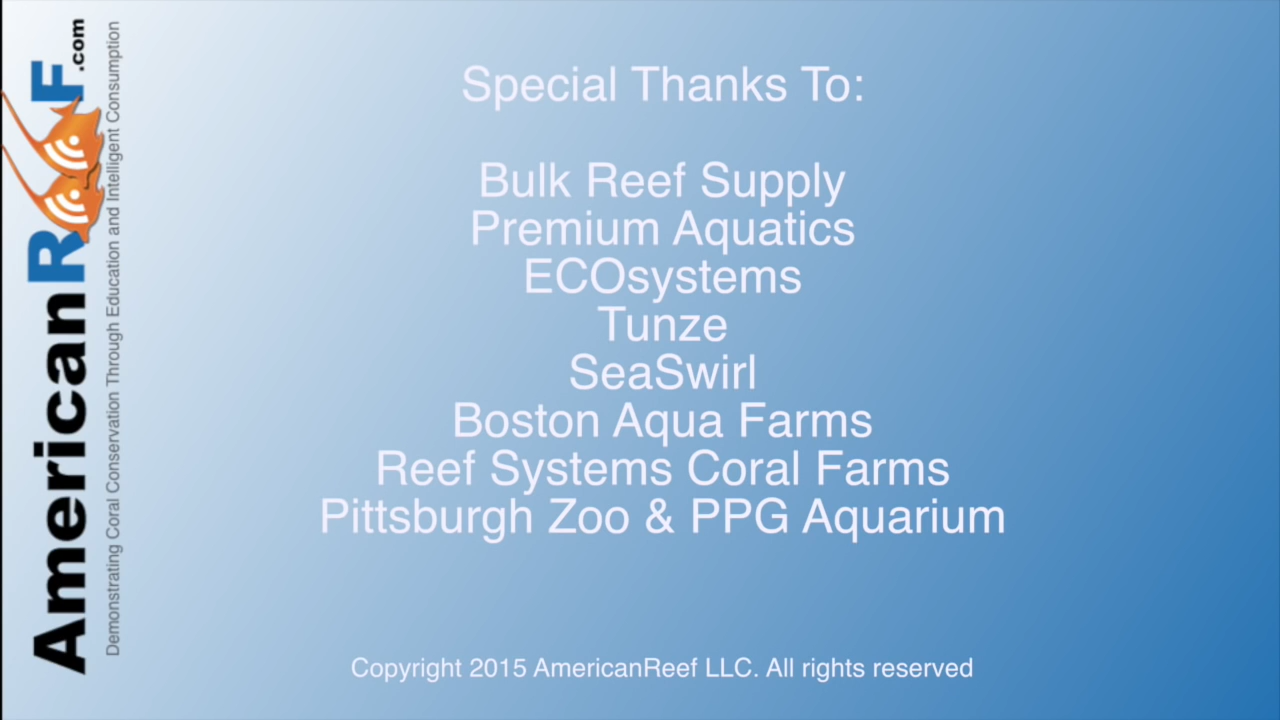 AmericanReeF.com
Demonstrating Coral Conservation Through Education and Intelligent Consumption
Special Thanks To:
Bulk Reef Supply
Premium Aquatics
ECOsystems
Tunze
SeaSwirl
Boston Aqua Farms
Reef Systems Coral Farms
Pittsburgh Zoo & PPG Aquarium
Copyright 2015 AmericanReef LLC. All rights reserved